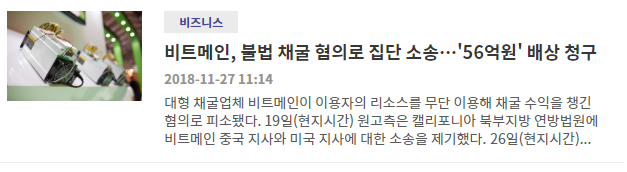 비즈니스
비트메인, 불법 채굴 혐의로 집단 소송…'56억원' 배상 청구
2018-11-27 11:14
대형 채굴업체 비트메인이 이용자의 리소스를 무단 이용해 채굴 수익을 챙긴
혐의로 피소됐다. 19일(현지시간) 원고측은 캘리포니아 북부지방 연방법원에
비트메인 중국 지사와 미국 지사에 대한 소송을 제기했다. 26일(현지시간)...